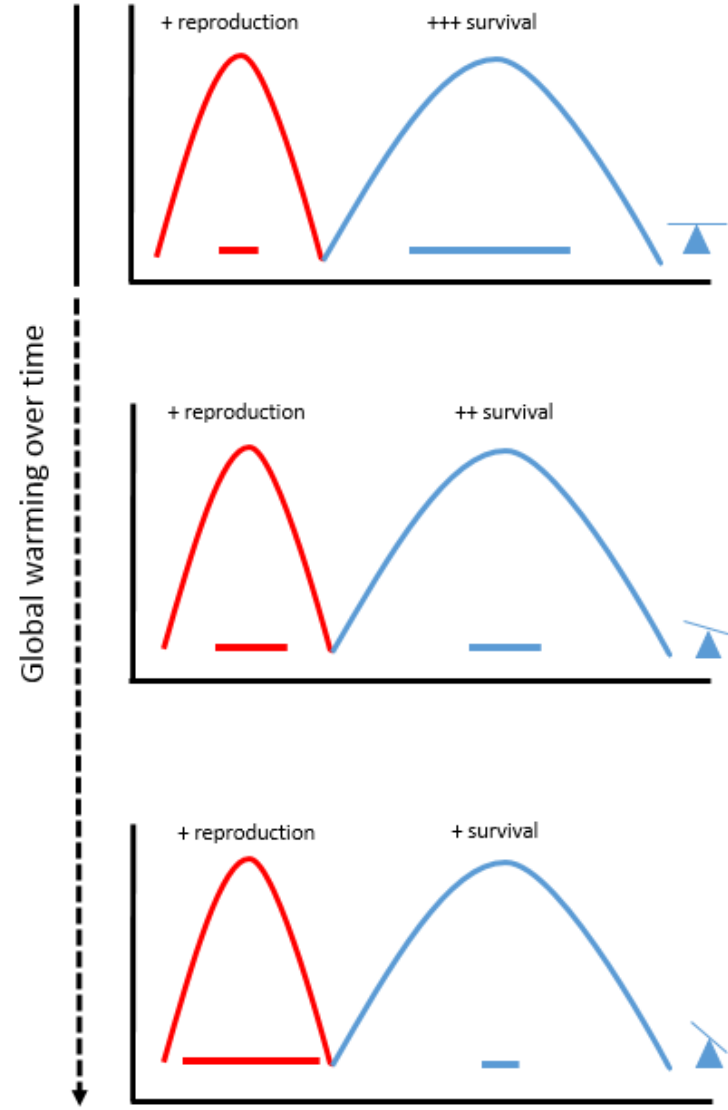 + reproduction
+++ survival
Global warming over time
+ reproduction
++ survival
+ reproduction
+ survival